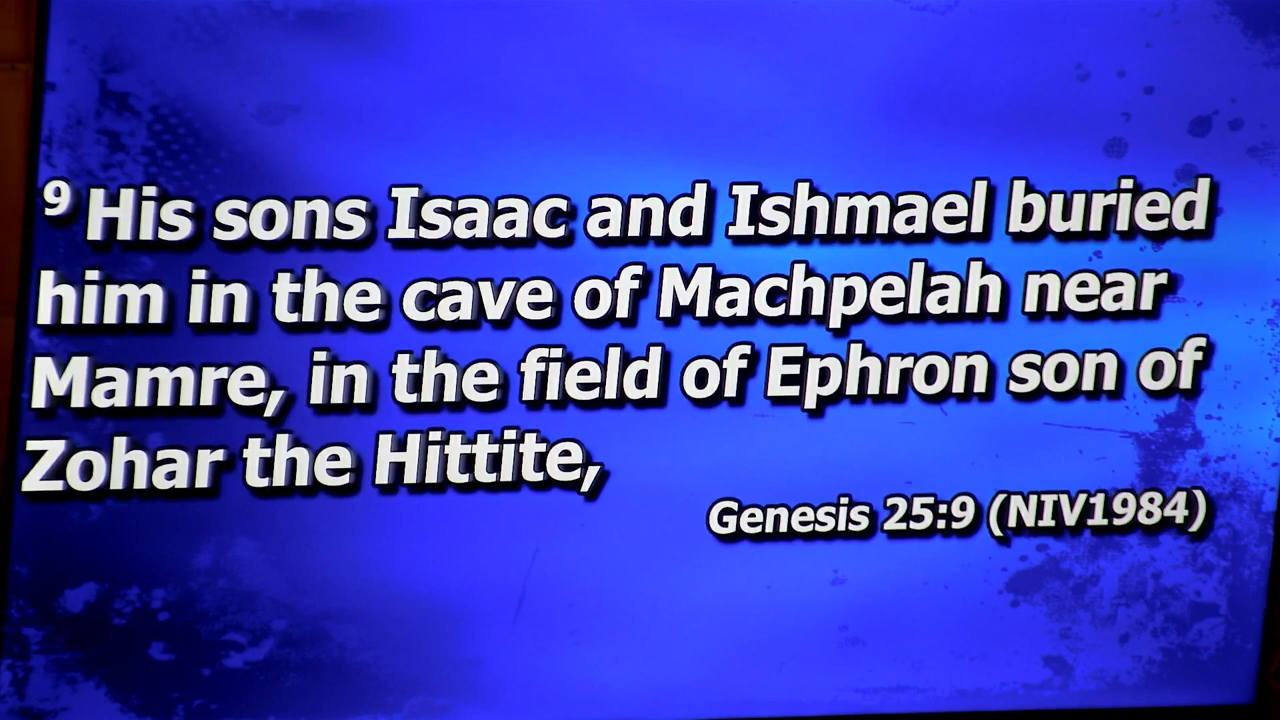 9 His sons Isaac and Ishmael buried
him in the cave of Machpelah near
Mamre, in the field of Ephron son of
Zohar the Hittite,
Genesis 25:9 (NIV1984)